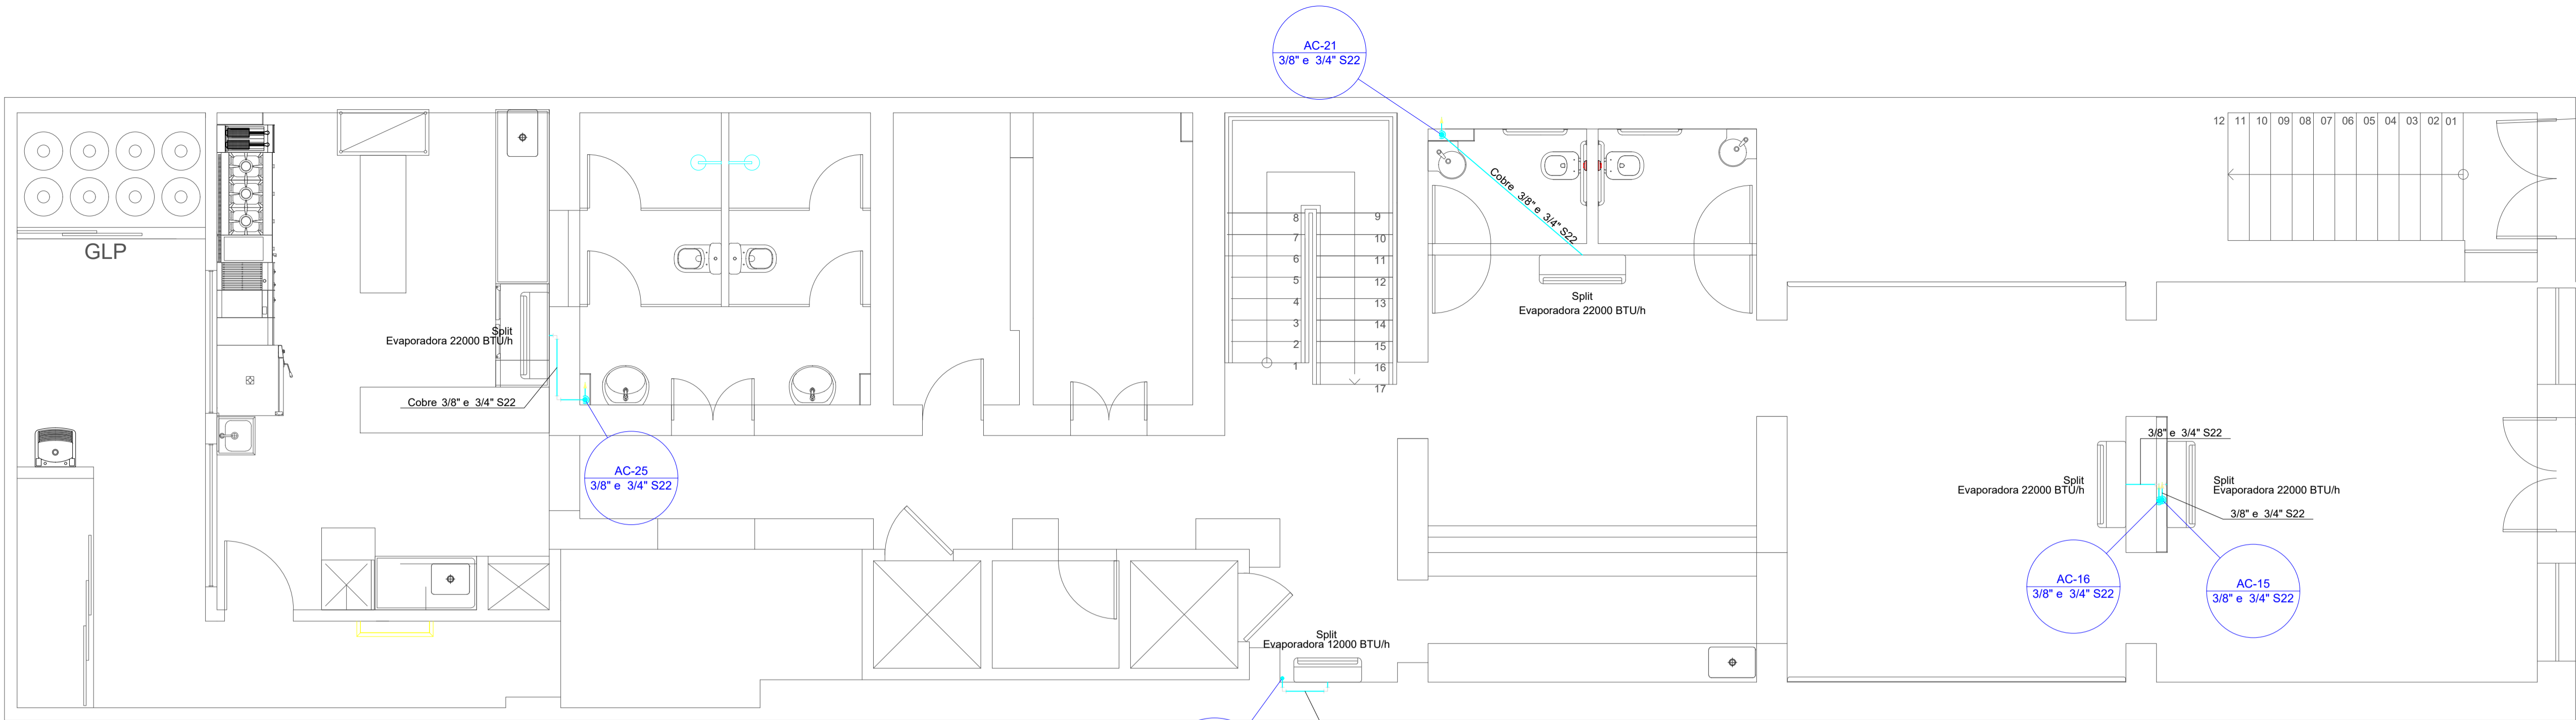 AC-21
3/8" e 3/4" S22
12 11 10 09 08 07 06 05 04 03 02 01
GLP
Cobre 3/8" e 3/4" S22
8
7
6
5
4
3
2
1
9
10
11
12
13
14
15
16
17
Split
Evaporadora 22000 BTU/h
Split
Evaporadora 22000 BTU/h
Cobre 3/8" e 3/4" S22
AC-25
3/8" e 3/4" S22
3/8" e 3/4" S22
Split
Evaporadora 22000 BTU/h
Split
Evaporadora 22000 BTU/h
3/8" e 3/4" S22
AC-16
3/8" e 3/4" S22
AC-15
3/8" e 3/4" S22
Split
Evaporadora 12000 BTU/h